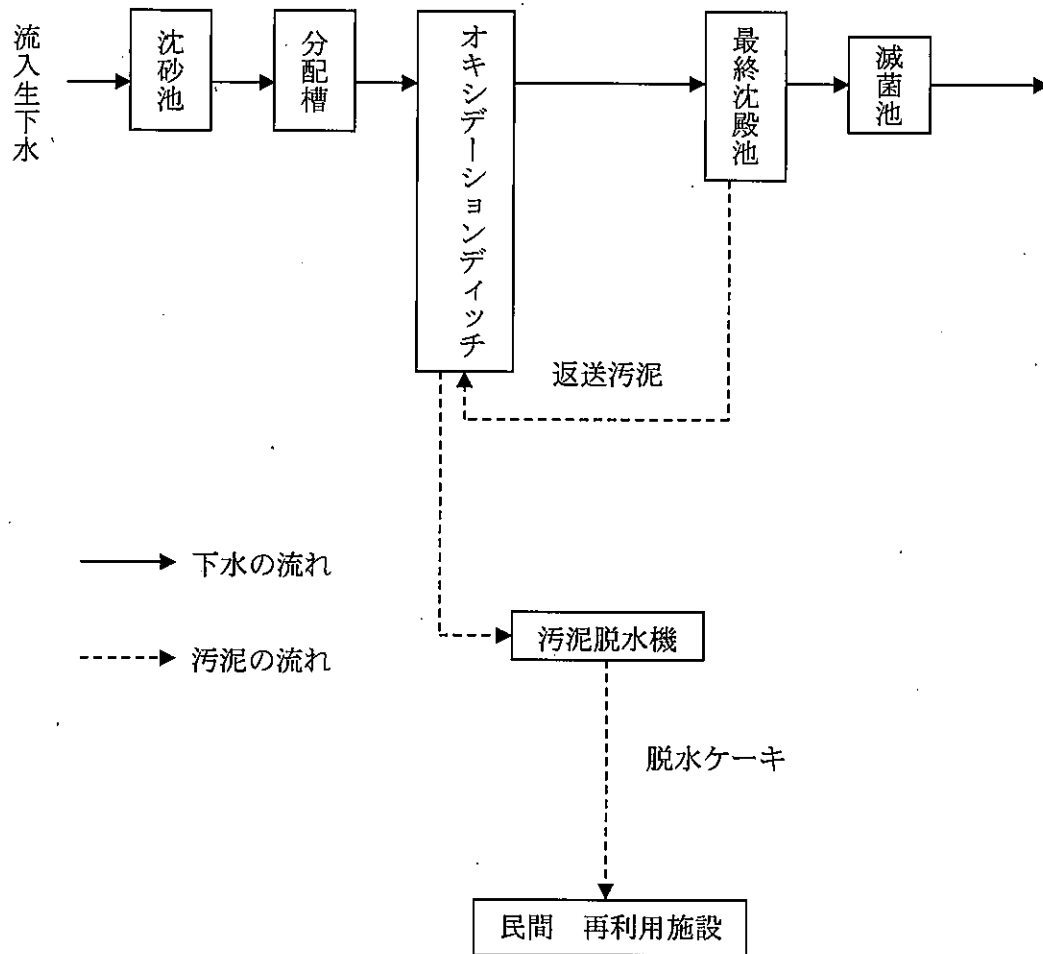 流入生下水
沈砂池
分配槽
オキシデーションディッチ
最終沈殿池
滅菌池
返送汚泥
下水の流れ
汚泥の流れ
汚泥脱水機
脱水ケーキ
民間　再利用施設